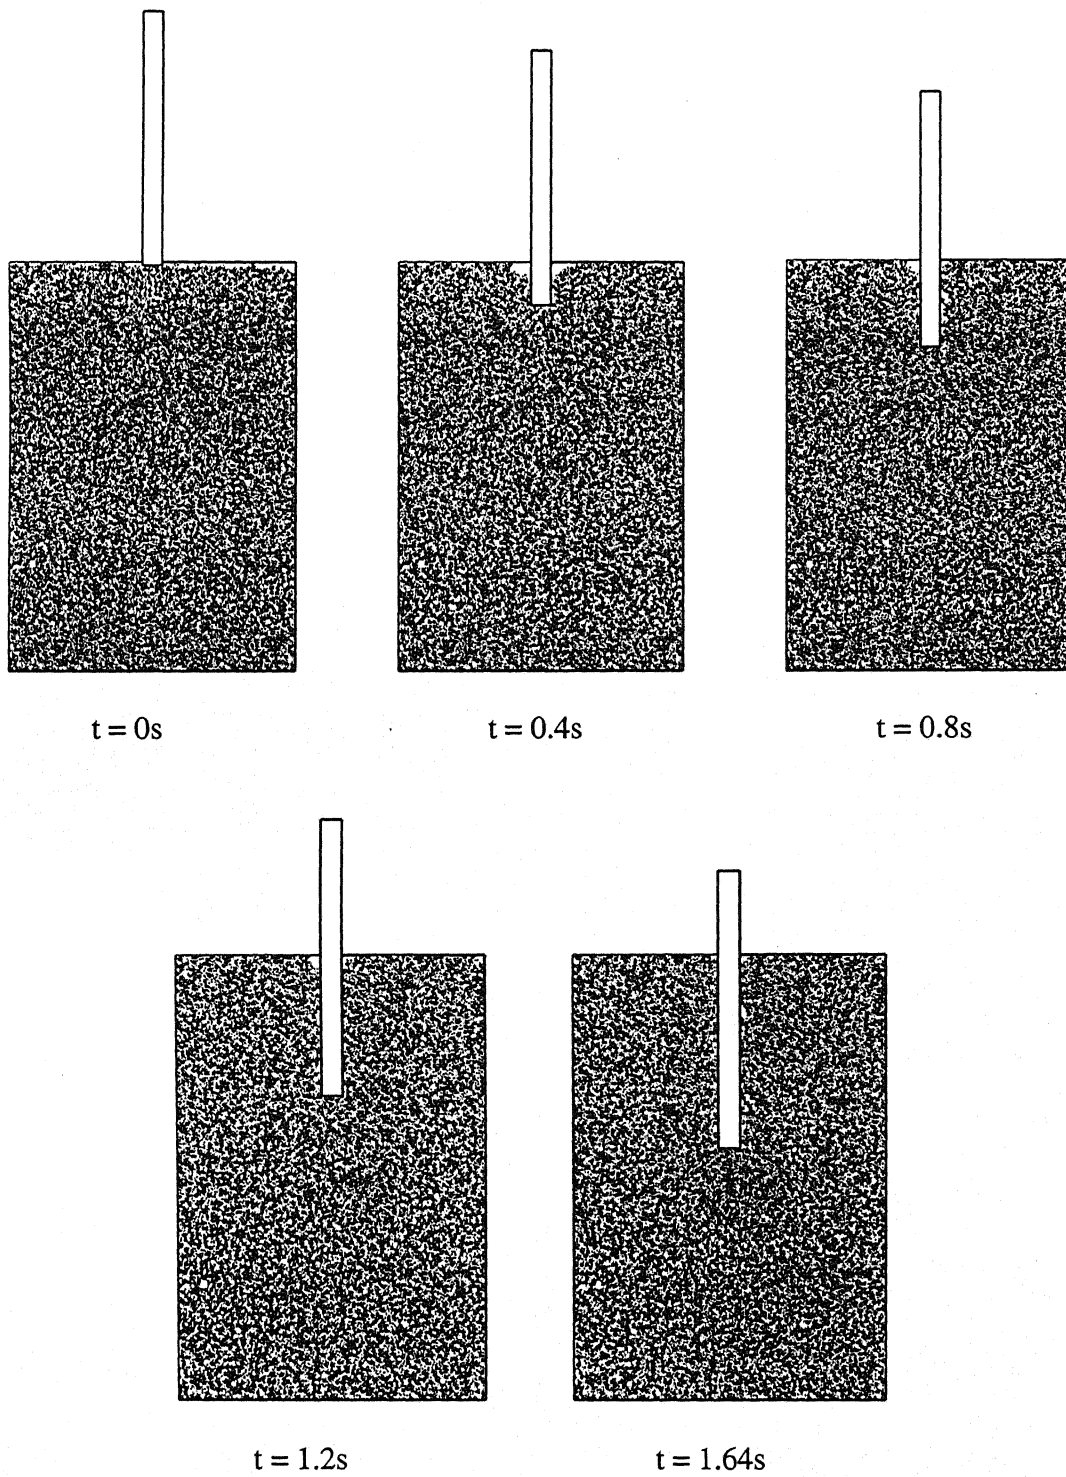 t = 0s
t = 0.4s
t = 0.8s
t = 1.2s
t = 1.64s